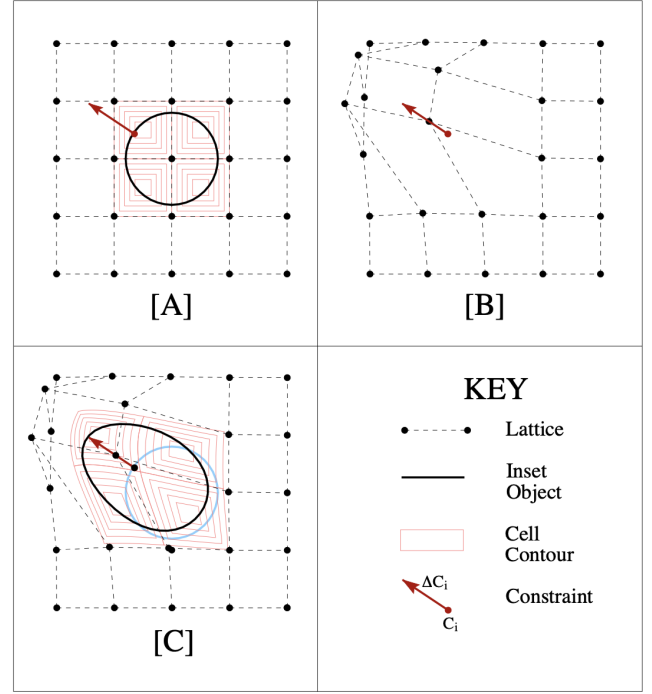 [A]
[B]
[C]
KEY
Lattice
Inset
Object
Cell
Contour
ΔCi
Ci
Constraint